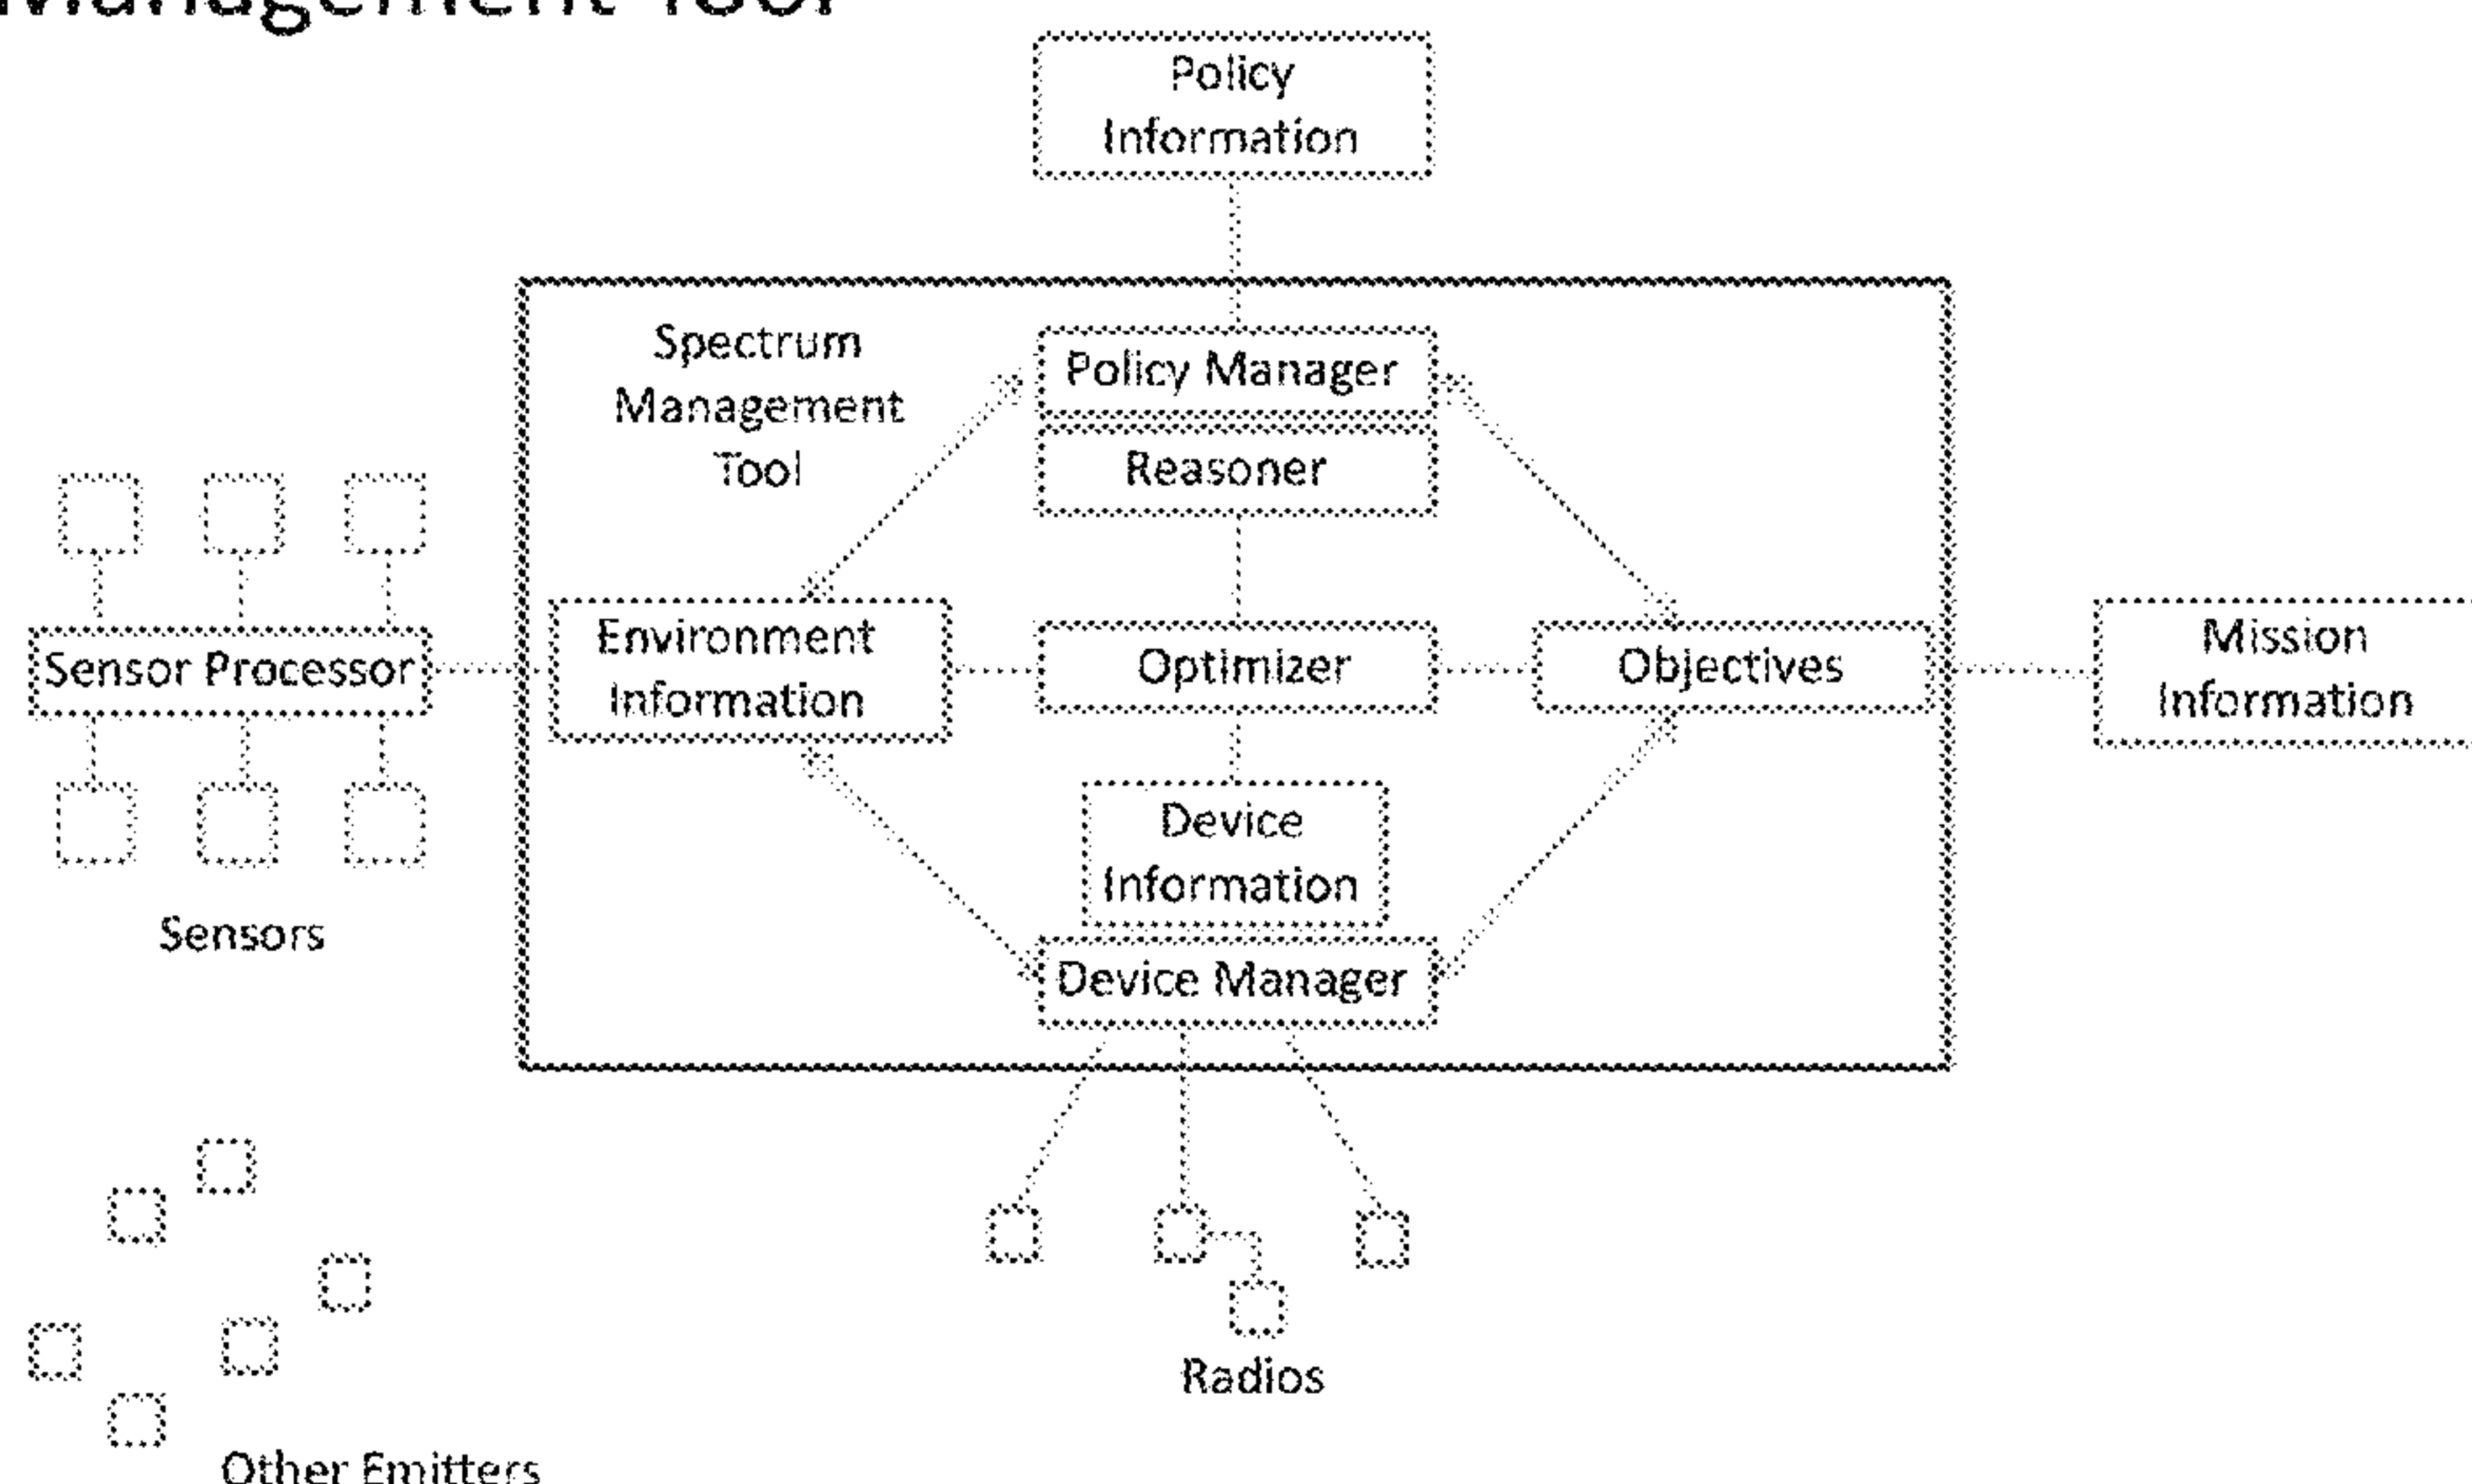 Management Tool
Policy
Information
Spectrum
Management
Tool
Policy Manager
Reasoner
Sensor Processor
Environment
Information
Optimizer
Objectives
Mission
Information
Device
Information
Device Manager
Sensors
Radios
Other Emitters